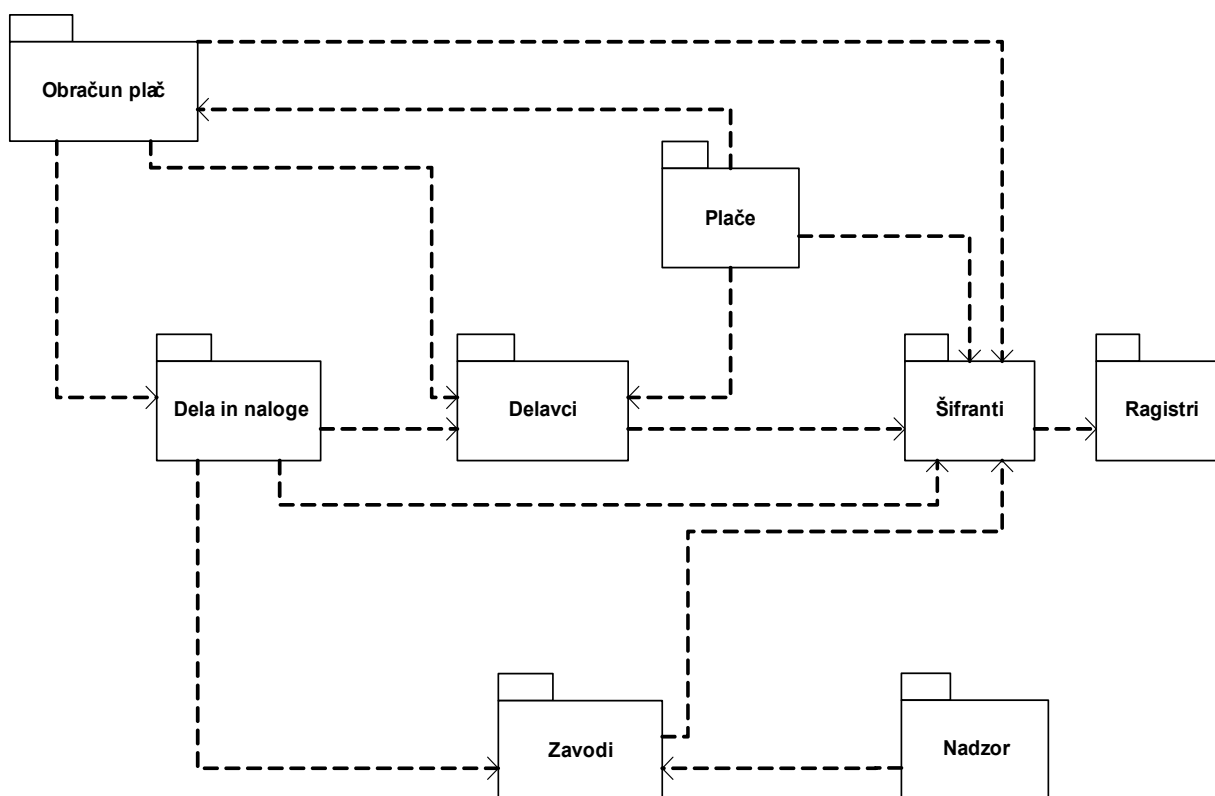 Obračun plač
Plače
Dela in naloge
Delavci
Šifranti
Ragistri
Zavodi
Nadzor